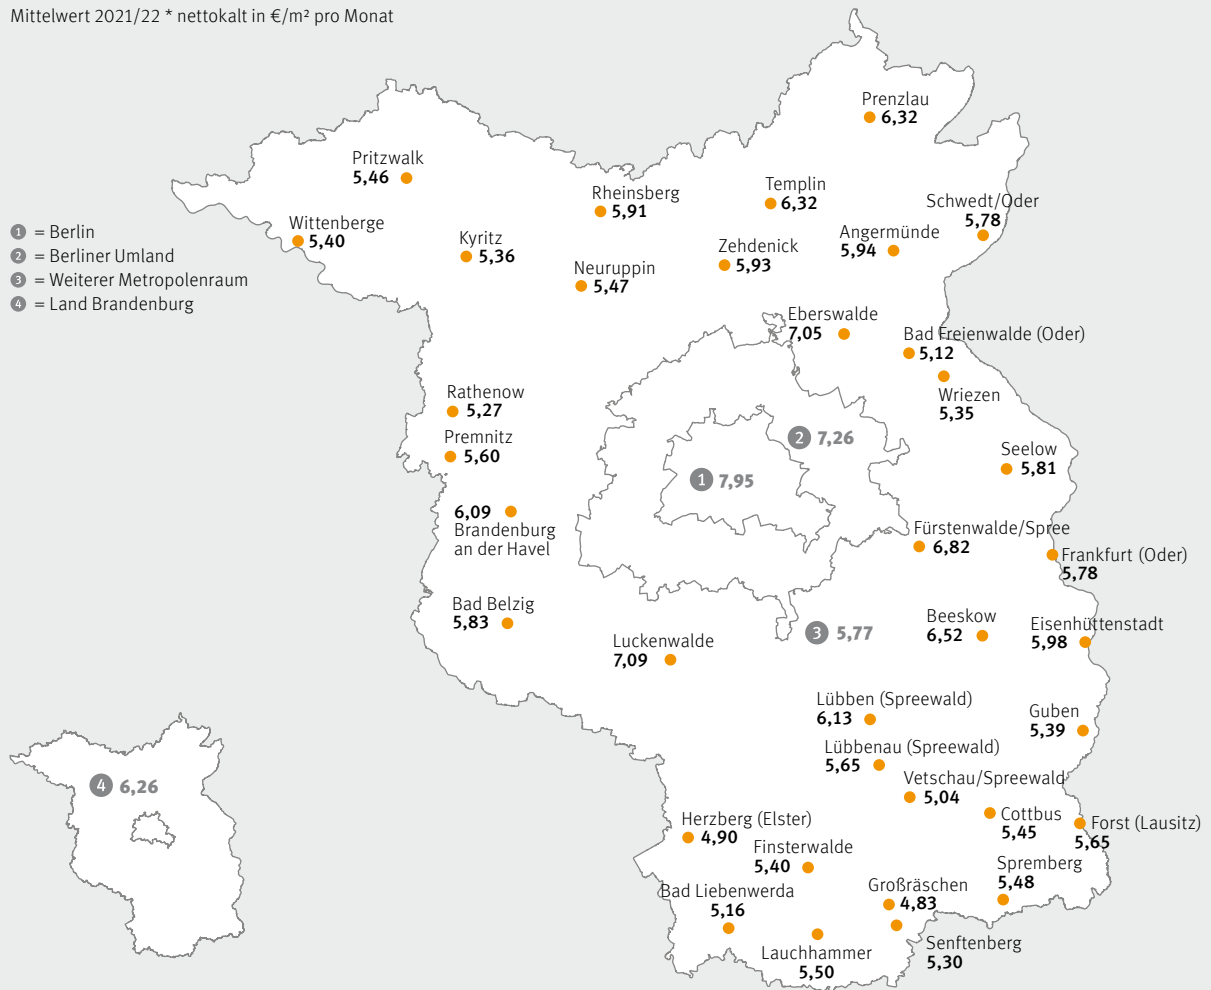 Mittelwert 2021/22 * nettokalt in €/m² pro Monat
Prenzlau
6,32
Pritzwalk
5,46
Rheinsberg
5,91
Templin
6,32
Schwedt/Oder
5,78
Wittenberge
5,40
Kyritz
5,36
Neuruppin
5,47
Zehdenick
5,93
Angermünde
5,94
1 = Berlin
2 = Berliner Umland
3 = Weiterer Metropolenraum
4 = Land Brandenburg
Eberswalde
7,05
Bad Freienwalde (Oder)
5,12
Wriezen
5,35
Rathenow
5,27
Premnitz
5,60
2 7,26
1 7,95
Seelow
5,81
6,09
Brandenburg
an der Havel
Fürstenwalde/Spree
6,82
Frankfurt (Oder)
5,78
Bad Belzig
5,83
Luckenwalde
7,09
3 5,77
Beeskow
6,52
Eisenhüttenstadt
5,98
Lübben (Spreewald)
6,13
Guben
5,39
Lübbenau (Spreewald)
5,65
Vetschau/Spreewald
5,04
4 6,26
Herzberg (Elster)
4,90
Cottbus
5,45
Forst (Lausitz)
5,65
Finsterwalde
5,40
Spremberg
5,48
Bad Liebenwerda
5,16
Großräschen
4,83
Lauchhammer
5,50
Senftenberg
5,30